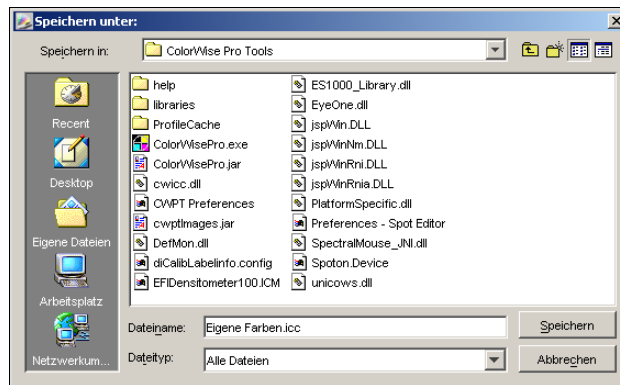 Speichern unter:
Speichern in:
ColorWise Pro Tools
Recent
Desktop
Eigene Dateien
Arbeitsplatz
Netzwerkum...
help
libraries
ProfileCache
ColorWisePro.exe
ColorWisePro.jar
cwicc.dll
CWPT Preferences
cwptImages.jar
DefMon.dll
diCalibLabelinfo.config
EFIDensitometer100.ICM
ES1000_Library.dll
EyeOne.dll
jspWin.DLL
jspWinNm.DLL
jspWinRni.DLL
jspWinRnia.DLL
PlatformSpecific.dll
Preferences - Spot Editor
SpectralMouse_JNI.dll
Spoton.Device
unicows.dll
Dateiname:
Eigene Farben.icc
Speichern
Dateityp:
Alle Dateien
Abbrechen